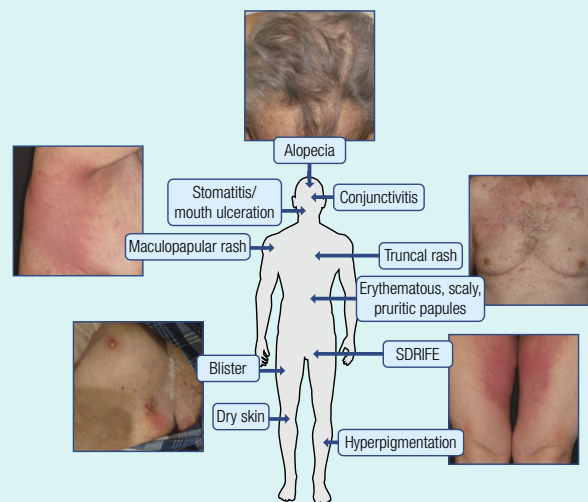 Alopecia
Stomatitis/
mouth ulceration
Conjunctivitis
Maculopapular rash
Truncal rash
Erythematous, scaly,
pruritic papules
SDRIFE
Blister
Dry skin
Hyperpigmentation